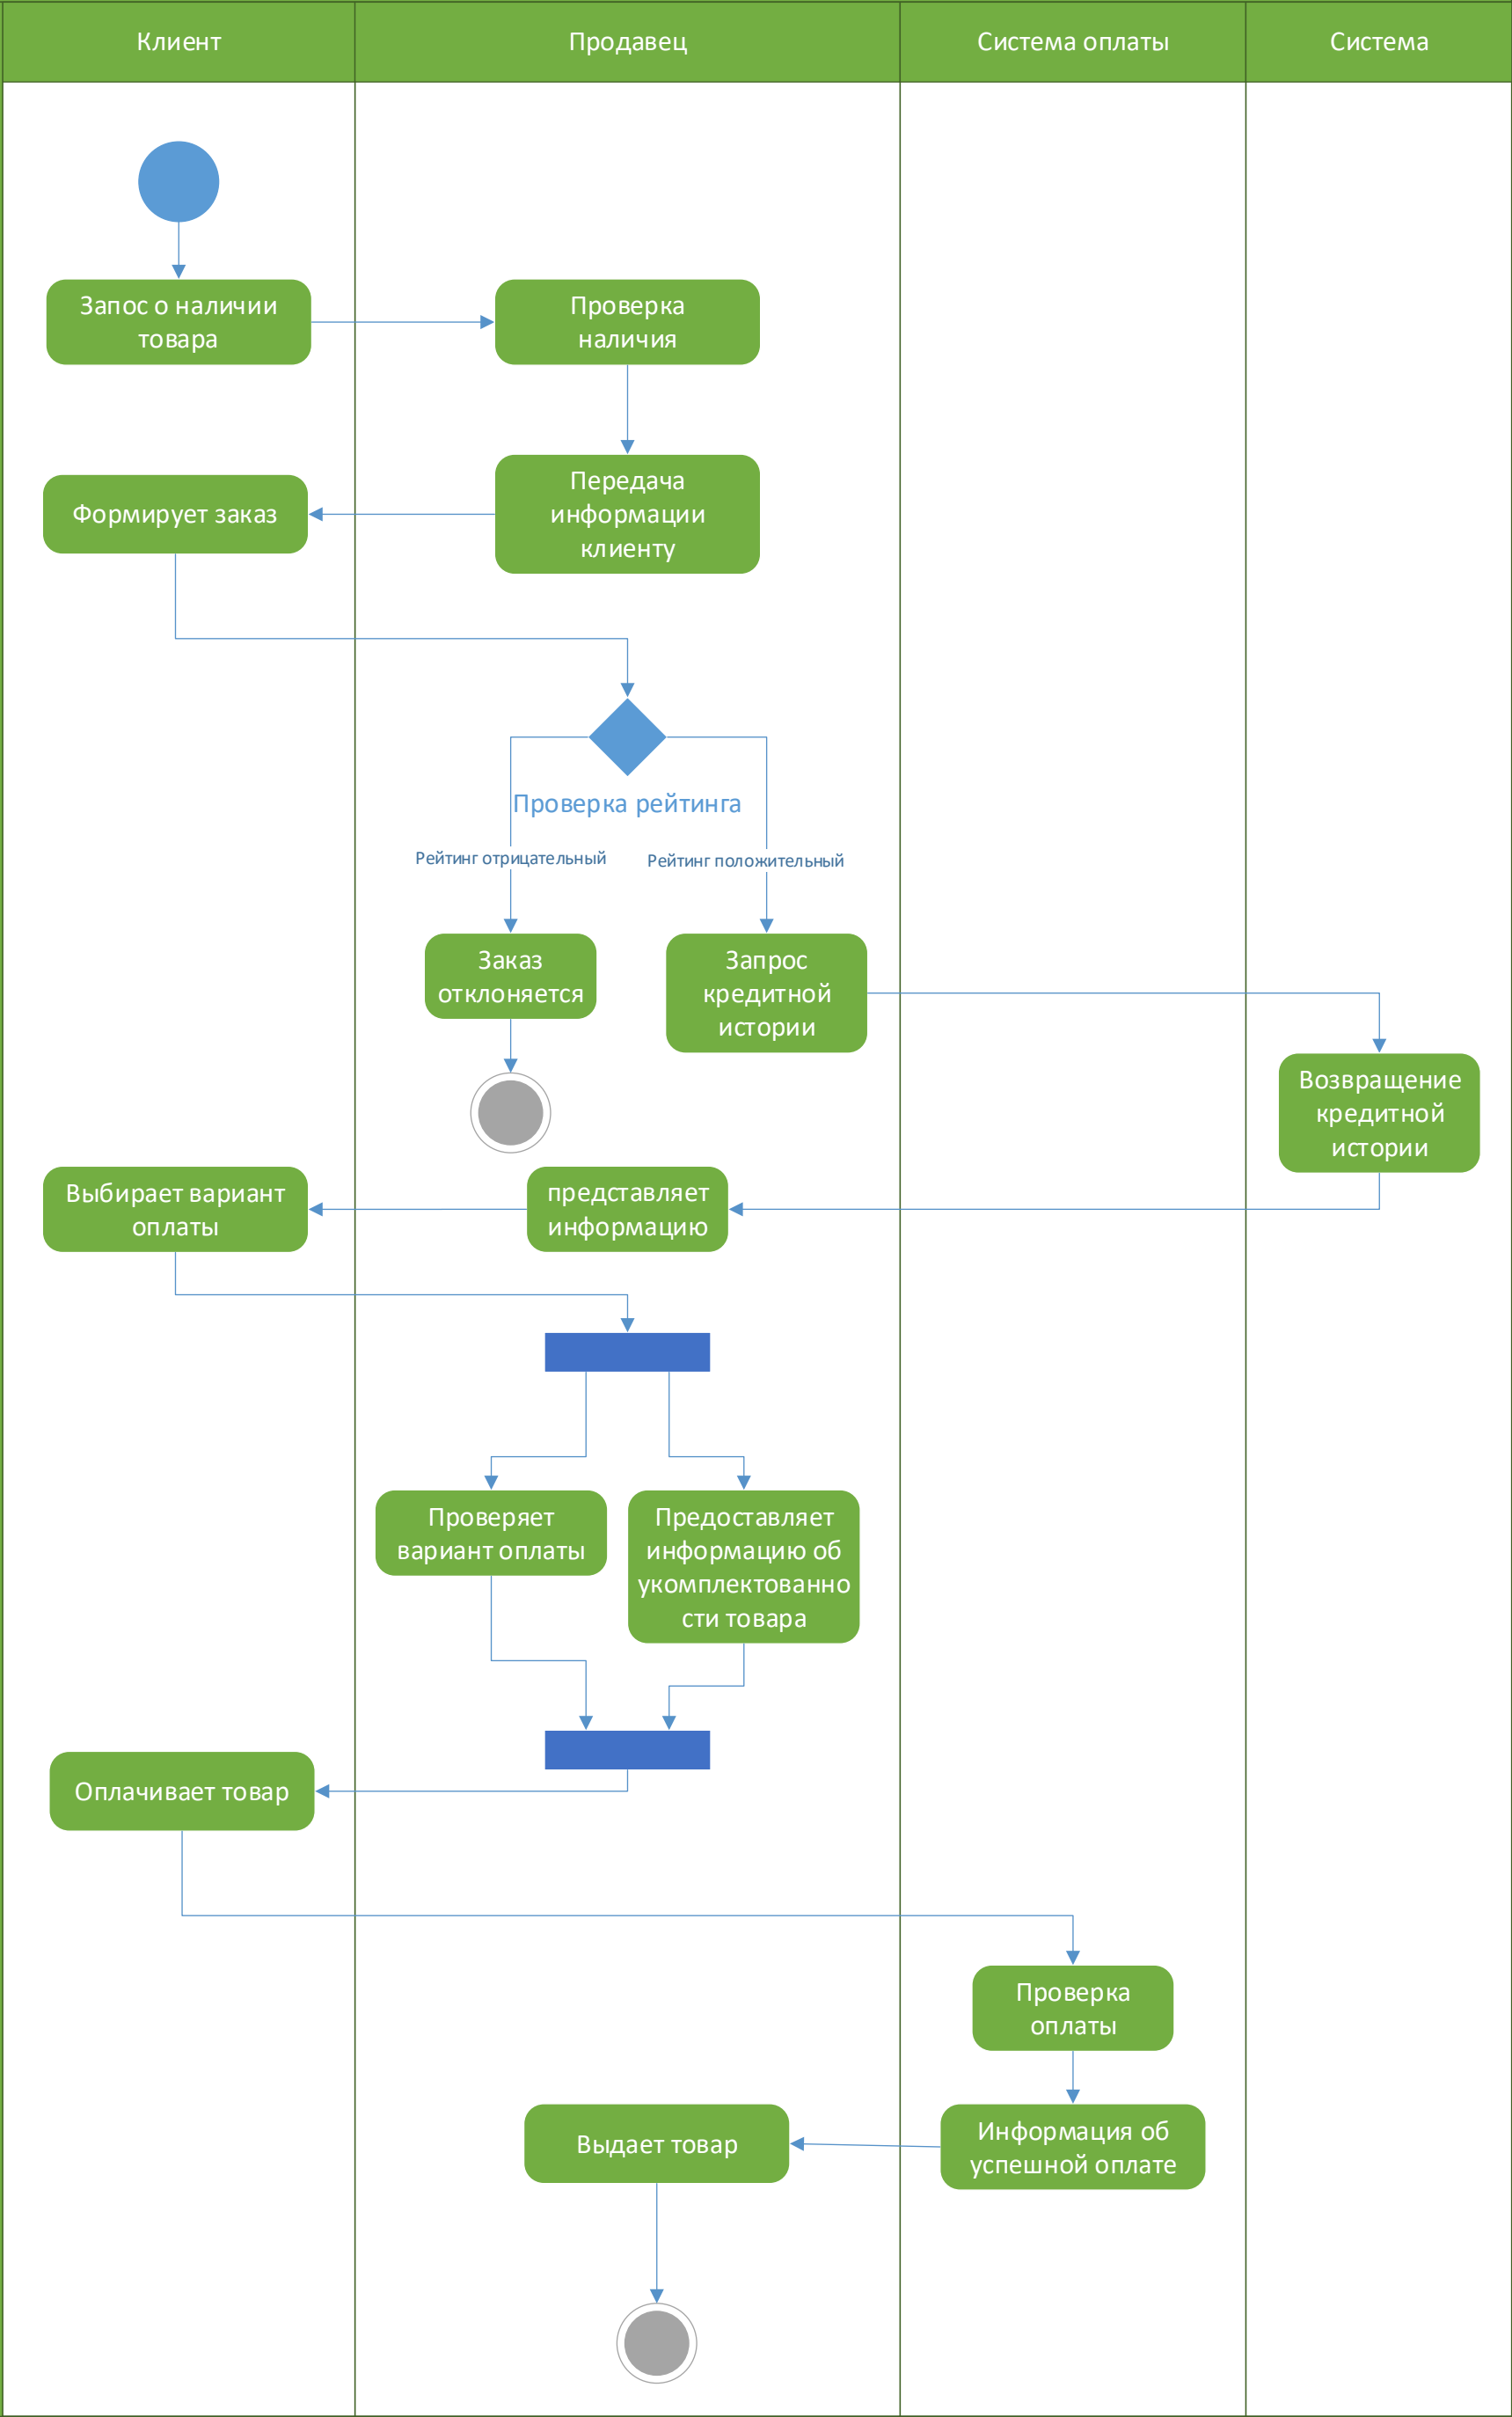 Клиент
Продавец
Система оплаты
Система
Запос о наличии
товара
Проверка
наличия
Формирует заказ
Передача
информации
клиенту
Проверка рейтинга
Рейтинг отрицательный
Рейтинг положительный
Заказ
отклоняется
Запрос
кредитной
истории
Возвращение
кредитной
истории
Выбирает вариант
оплаты
представляет
информацию
Проверяет
вариант оплаты
Предоставляет
информацию об
укомплектованно
сти товара
Оплачивает товар
Проверка
оплаты
Выдает товар
Информация об
успешной оплате